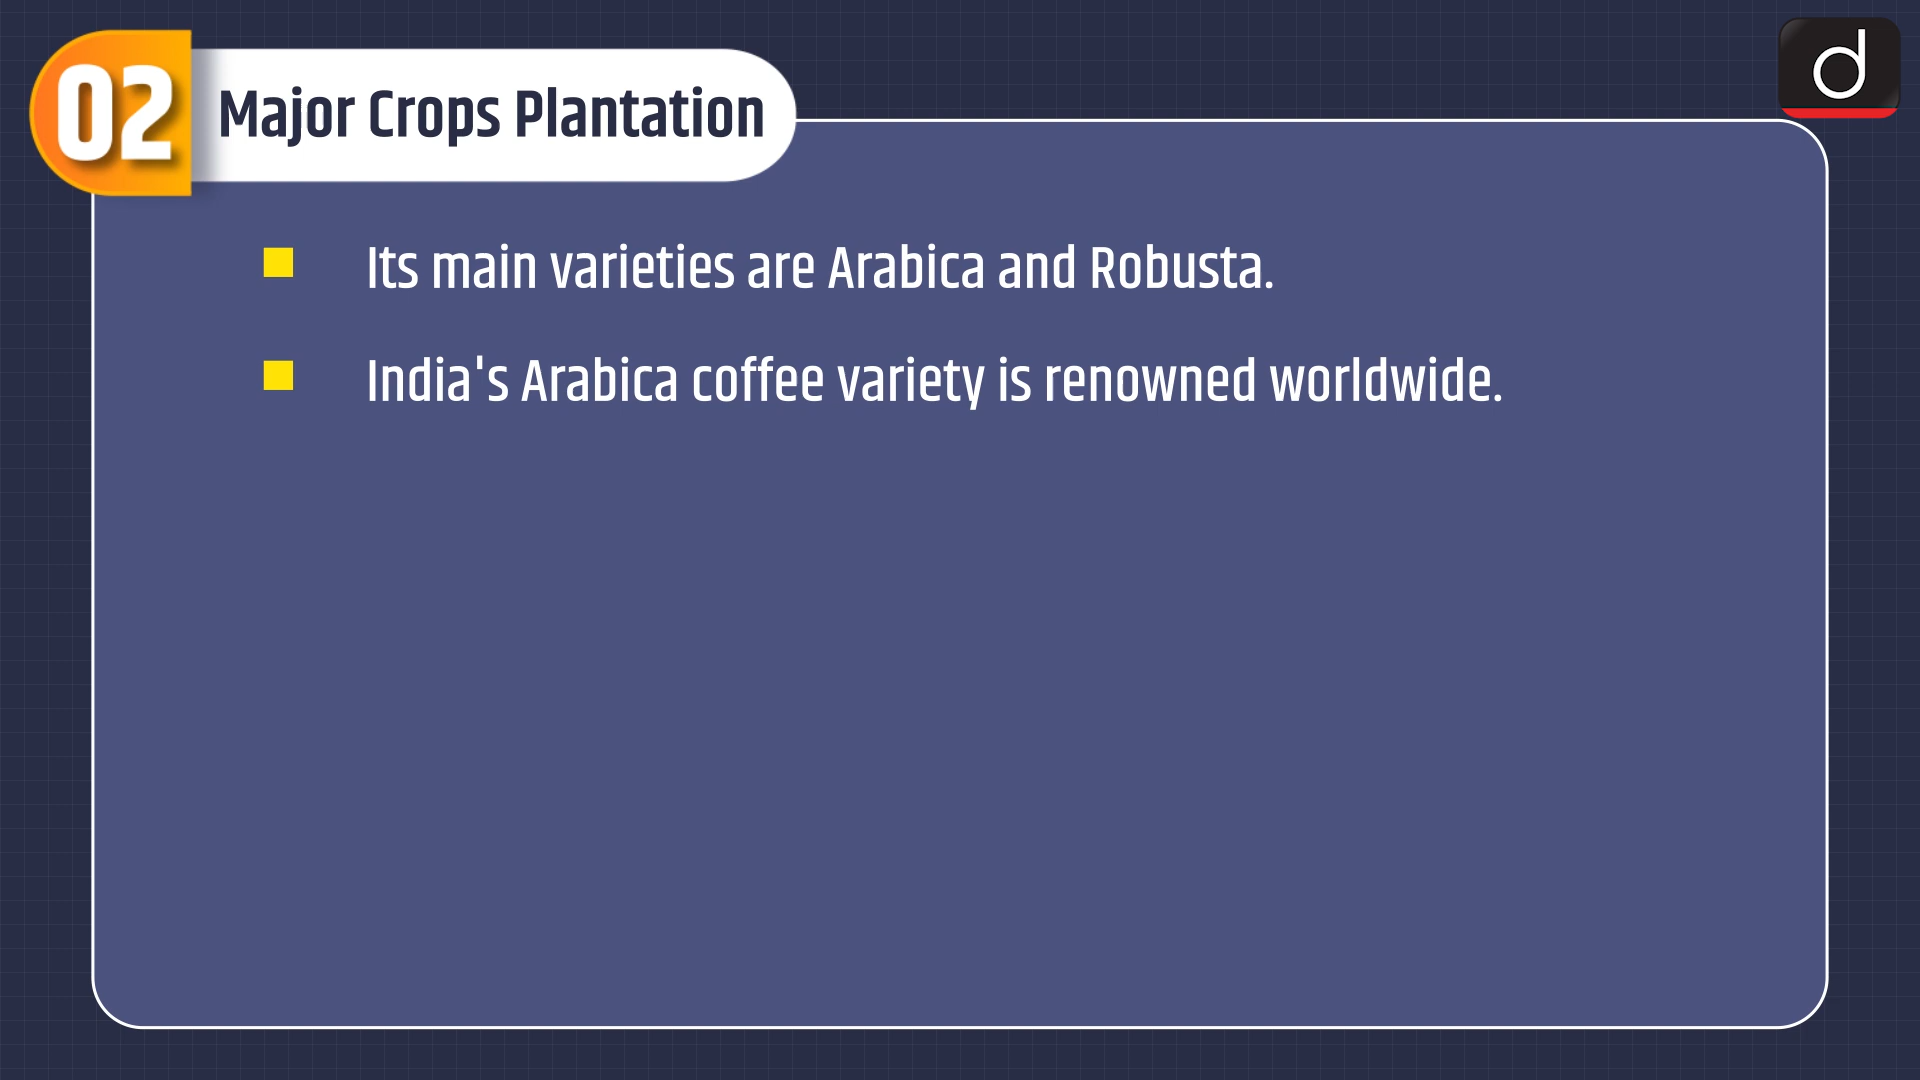 02
Major Crops Plantation
d
Its main varieties are Arabica and Robusta.
India's Arabica coffee variety is renowned worldwide.